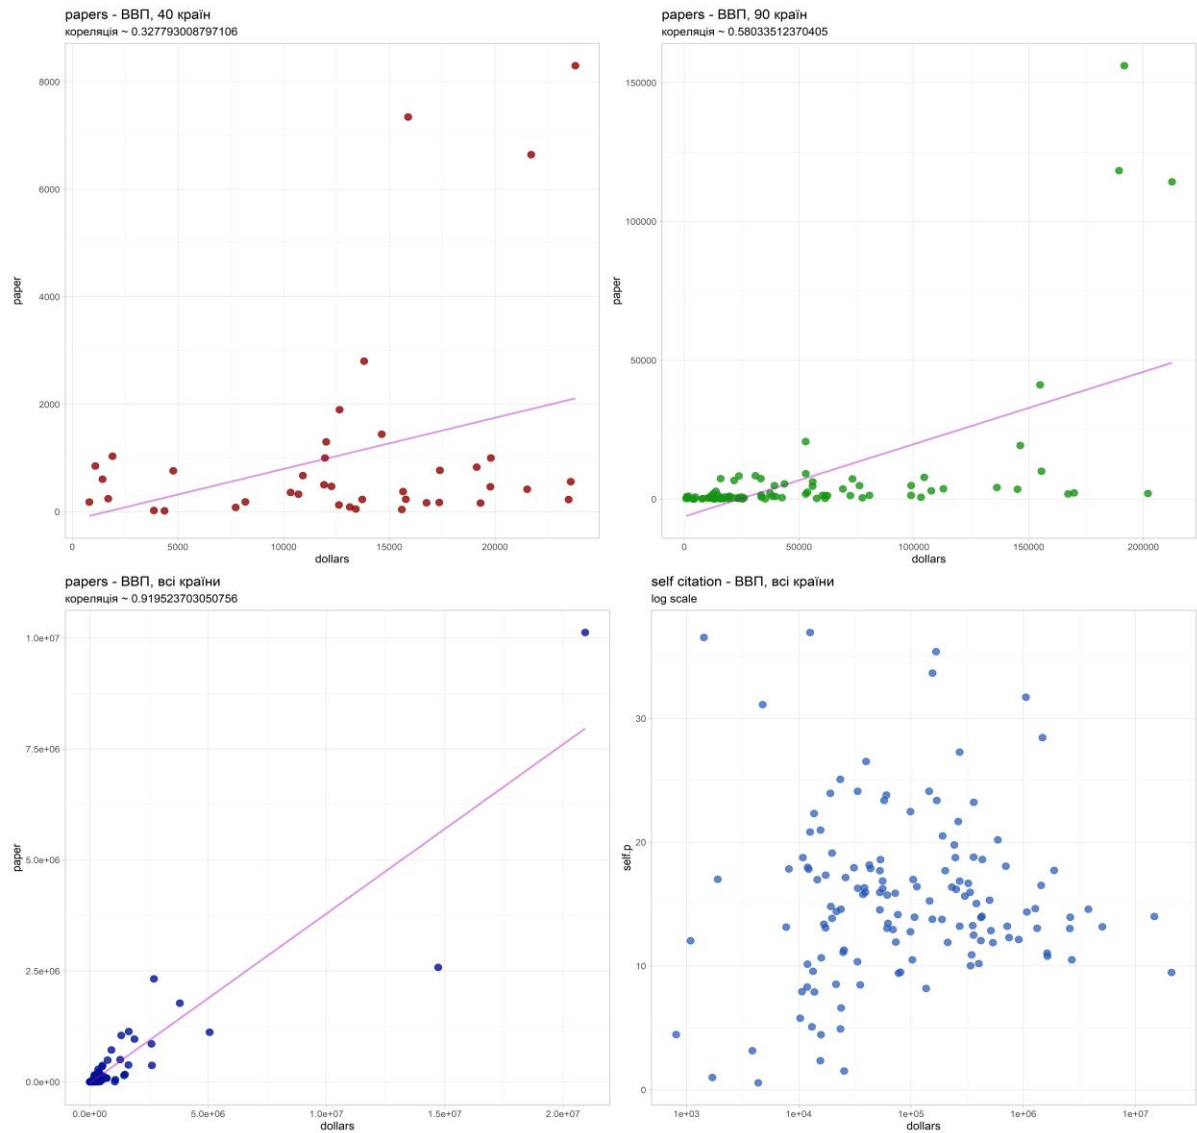 papers - ВВП, 40 країн
кореляція ~ 0.327793008797106
8000
6000
4000
2000
0
paper
0 5000 10000 15000 20000
dollars
papers - ВВП, 90 країн
кореляція ~ 0.58033512370405
150000
100000
50000
0
paper
0 50000 100000 150000 200000
dollars
papers - ВВП, всі країни
кореляція ~ 0.919523703050756
1.0e+07
7.5e+06
5.0e+06
2.5e+06
0.0e+00
paper
0.0e+00 5.0e+06 1.0e+07 1.5e+07 2.0e+07
dollars
self citation - ВВП, всі країни
log scale
30
20
10
0
self.p
1e+03 1e+04 1e+05 1e+06 1e+07
dollars